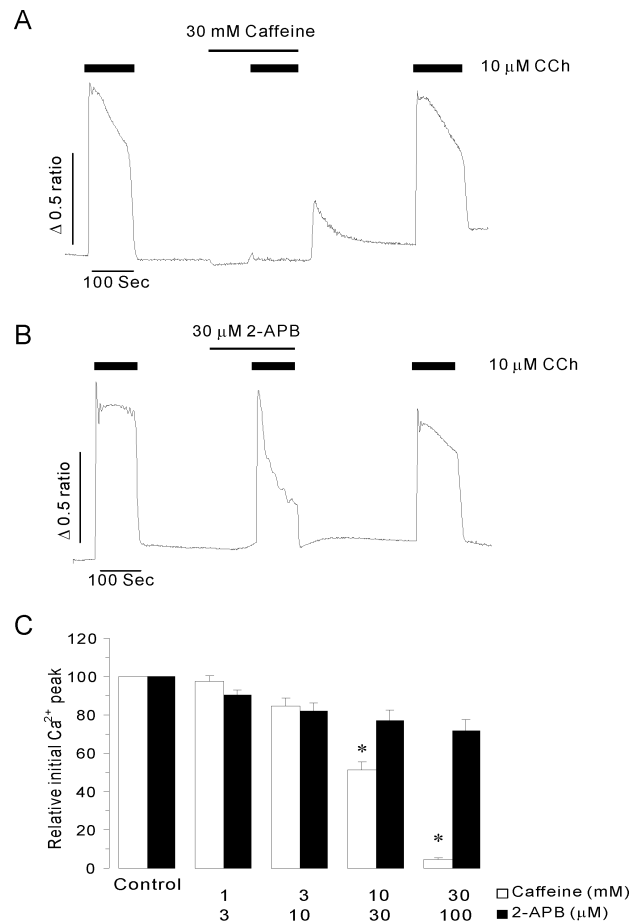 A
30 mM Caffeine
10 μM CCh
Δ 0.5 ratio
100 Sec
B
30 μM 2-APB
10 μM CCh
Δ 0.5 ratio
100 Sec
C
Relative initial Ca2+ peak
120
100
80
60
40
20
0
*
*
Control
1 3 10 30
3 10 30 100
Caffeine (mM)
2-APB (μM)